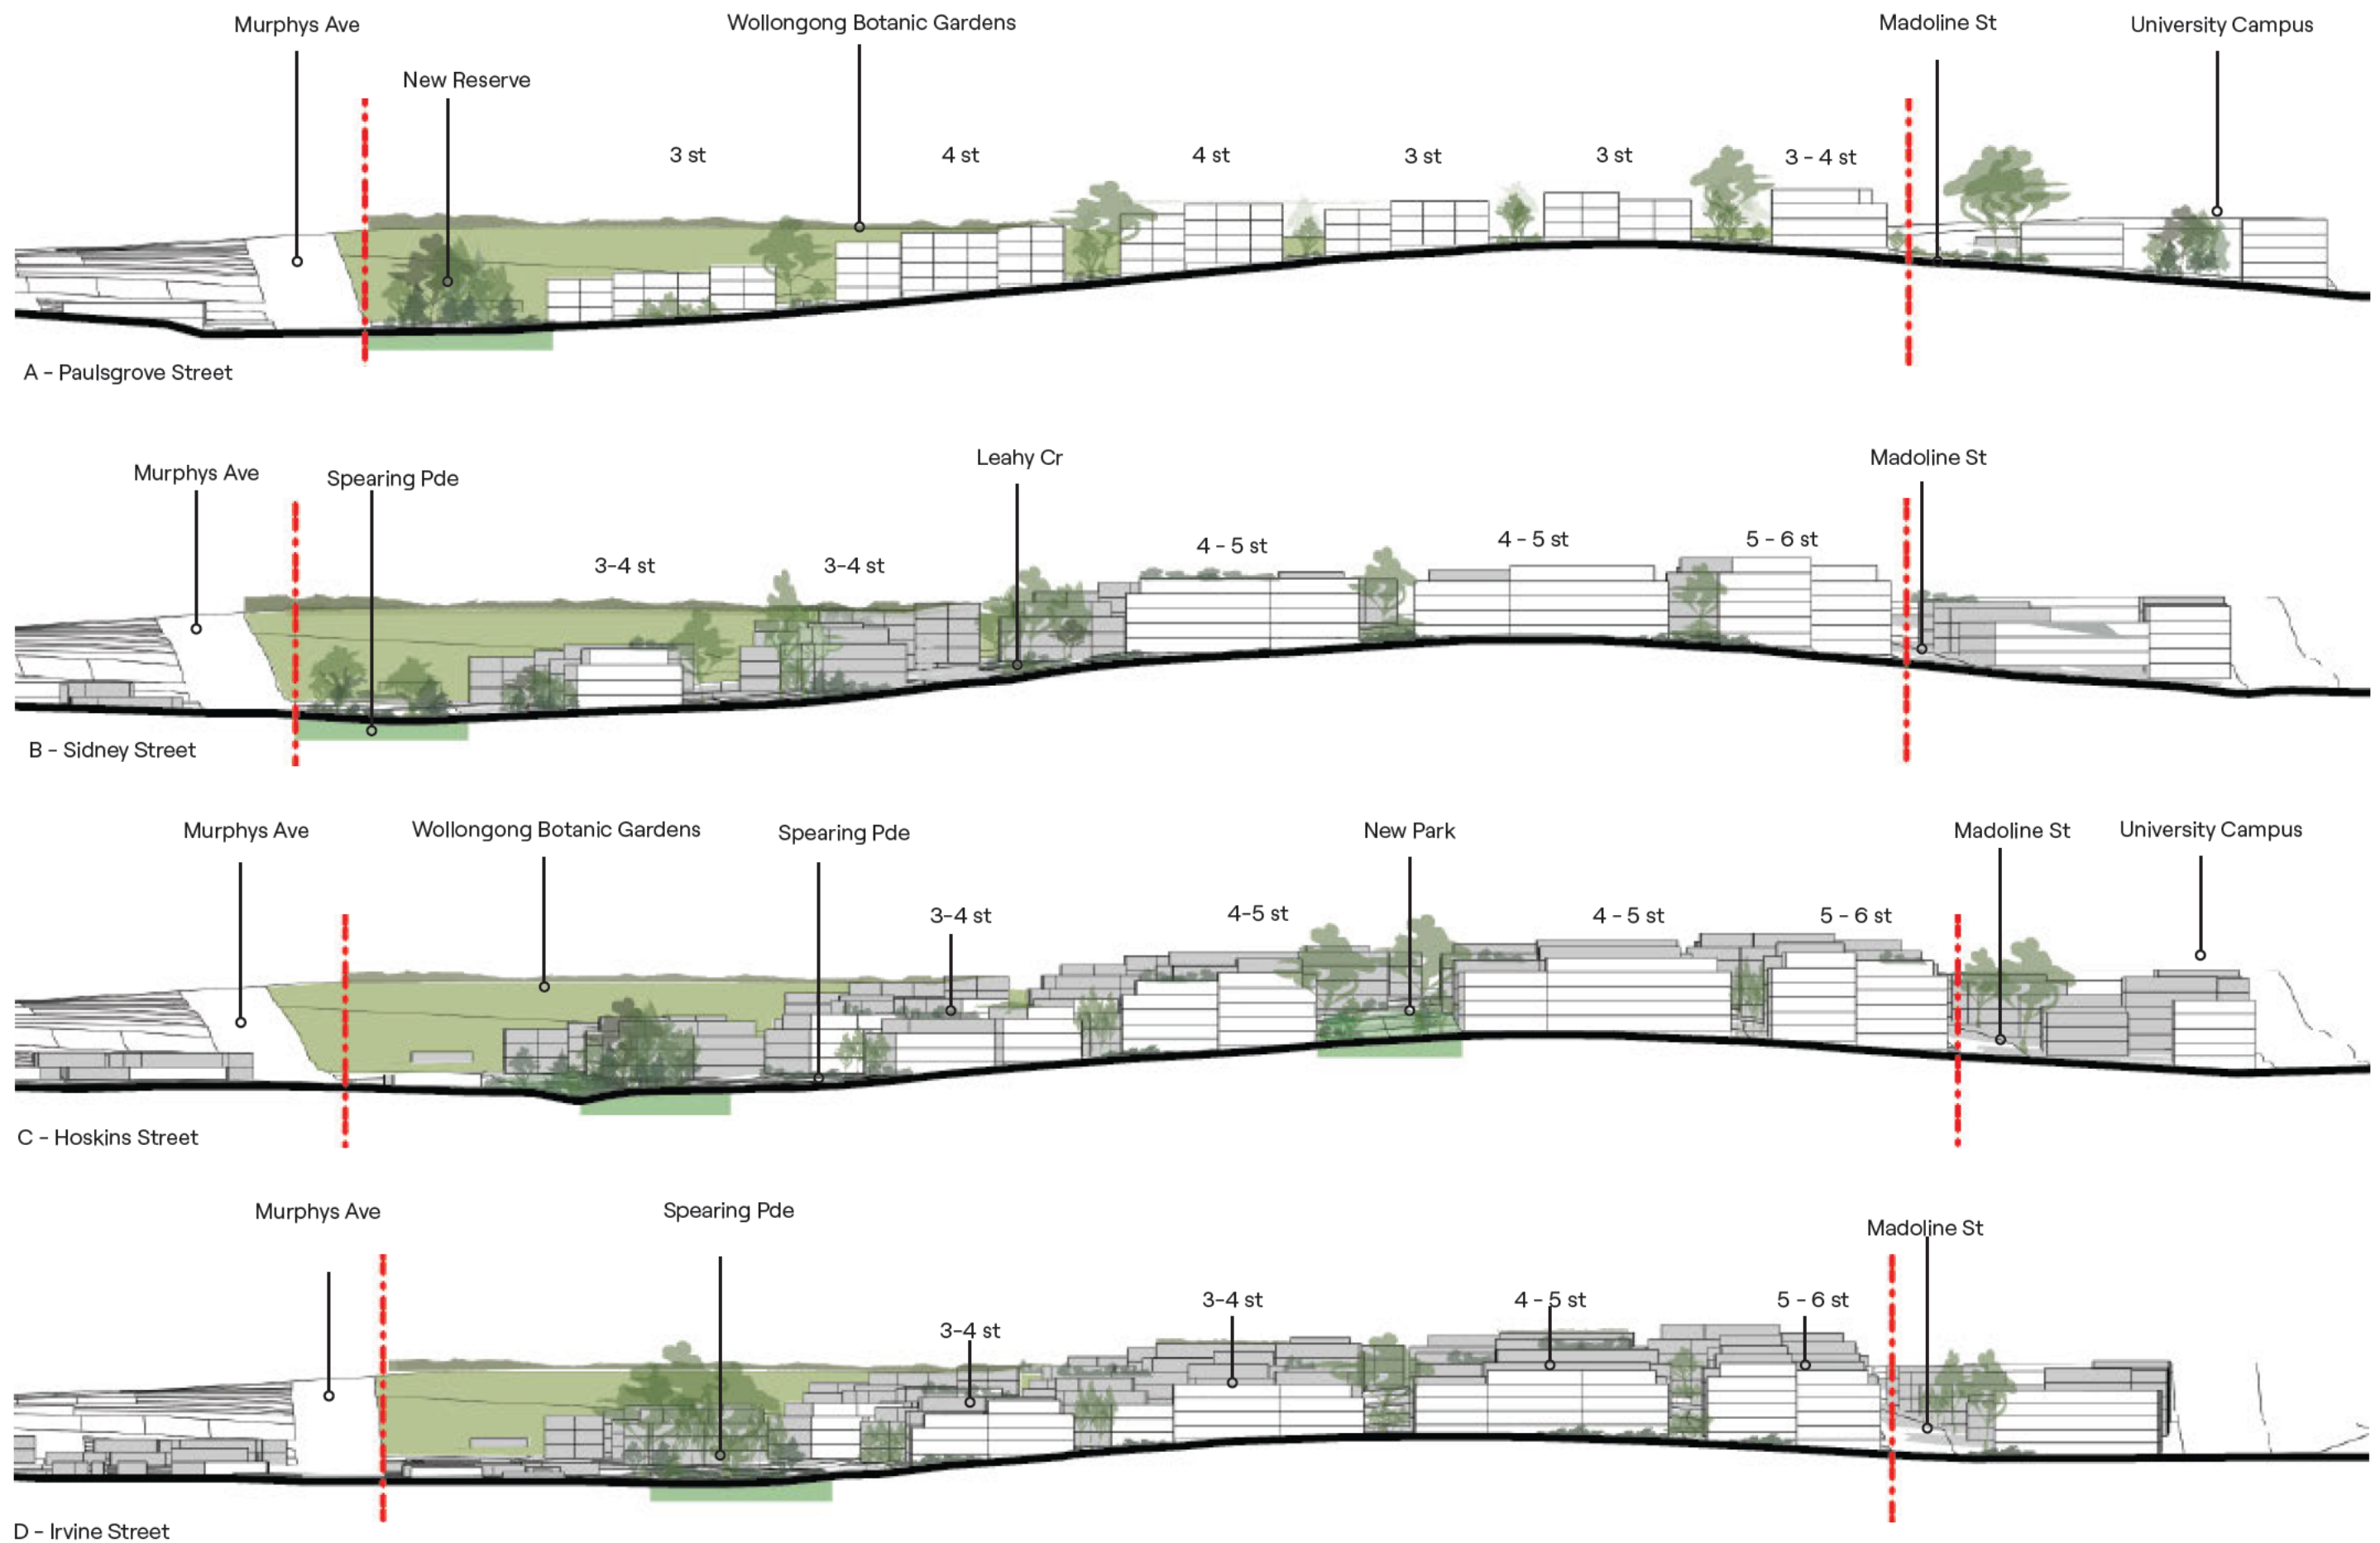 Murphys Ave
New Reserve
Wollongong Botanic Gardens
Madoline St
University Campus
3 st
4 st
4 st
3 st
3 st
3 - 4 st
A - Paulsgrove Street
Murphys Ave
Spearing Pde
Leahy Cr
Madoline St
3-4 st
3-4 st
4 - 5 st
4 - 5 st
5 - 6 st
B - Sidney Street
Murphys Ave
Wollongong Botanic Gardens
Spearing Pde
New Park
Madoline St
University Campus
3-4 st
4-5 st
4 - 5 st
5 - 6 st
C - Hoskins Street
Murphys Ave
Spearing Pde
Madoline St
3-4 st
3-4 st
4 - 5 st
5 - 6 st
D - Irvine Street